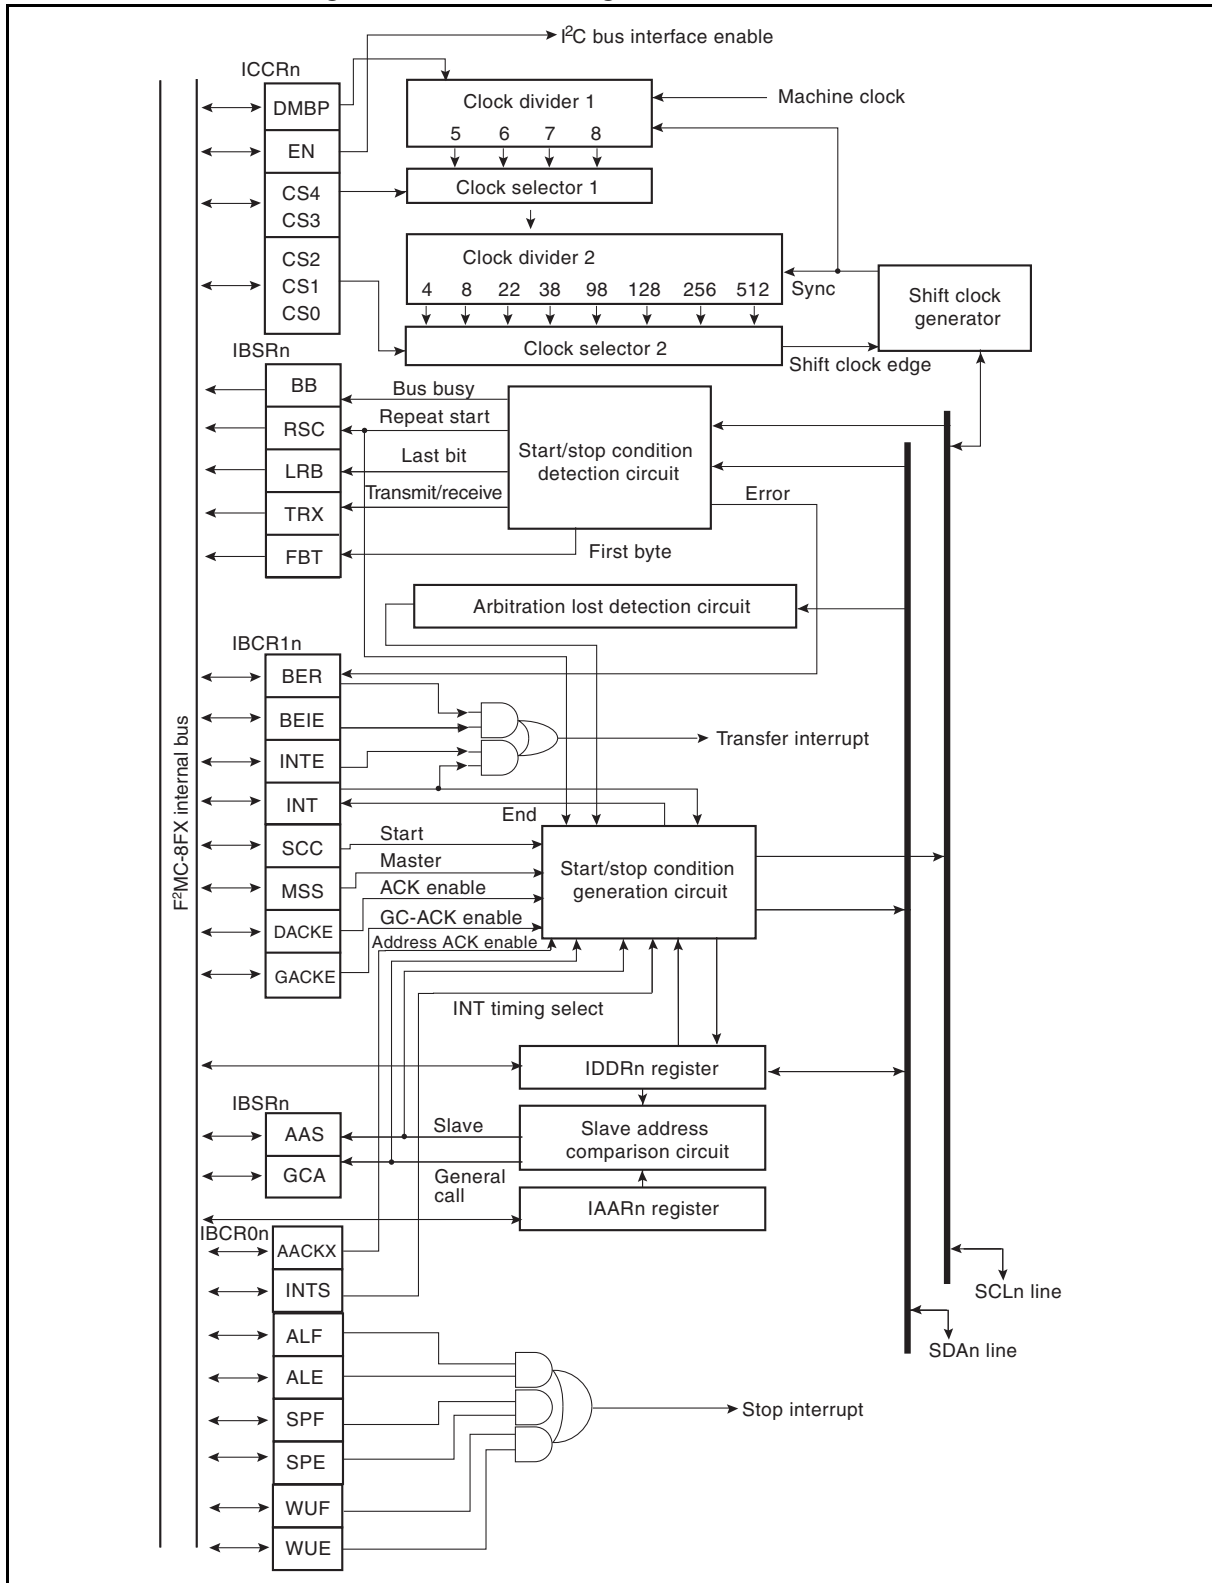 I²C bus interface enable
ICCRn
DMBP
EN
CS4
CS3
CS2
CS1
CS0
Clock divider 1
5 6 7 8
Machine clock
Clock selector 1
Clock divider 2
4 8 22 38 98 128 256 512
Sync
Shift clock
generator
Clock selector 2
Shift clock edge
IBSRn
BB
RSC
LRB
TRX
FBT
Bus busy
Repeat start
Last bit
Transmit/receive
First byte
Start/stop condition
detection circuit
Error
Arbitration lost detection circuit
F²MC-8FX internal bus
IBCR1n
BER
BEIE
INTE
INT
SCC
MSS
DACKE
GACKE
Transfer interrupt
End
Start
Master
ACK enable
GC-ACK enable
Address ACK enable
Start/stop condition
generation circuit
INT timing select
IDDRn register
IBSRn
AAS
GCA
Slave
General
call
Slave address
comparison circuit
IAARn register
IBCR0n
AACKX
INTS
ALF
ALE
SPF
SPE
WUF
WUE
SCLn line
SDAn line
Stop interrupt